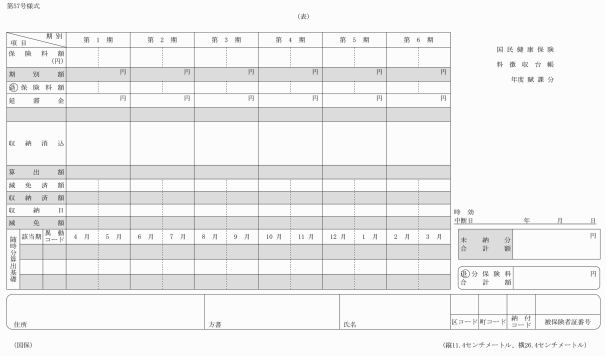 第57号様式
(表)
期別
項目
第1期 第2期 第3期 第4期 第5期 第6期
保険料額
(円)
期別額 円 円 円 円 円 円
保険料額
延滞金 円 円 円 円 円 円
収納消込
算出額
減免済額
収納済額
収納日
減免額
随時分算出基礎
該当期 異動コード 4月 5月 6月 7月 8月 9月 10月 11月 12月 1月 2月 3月
国民健康保険
料徴収台帳
年度賦課分
時効
中断日 年 月 日
未納分
合計額 円
分保険料
合計額 円
住所 方書 氏名 区コード 町コード 納付コード 被保険者証番号
(国保)
(縦11.4センチメートル、横26.4センチメートル)